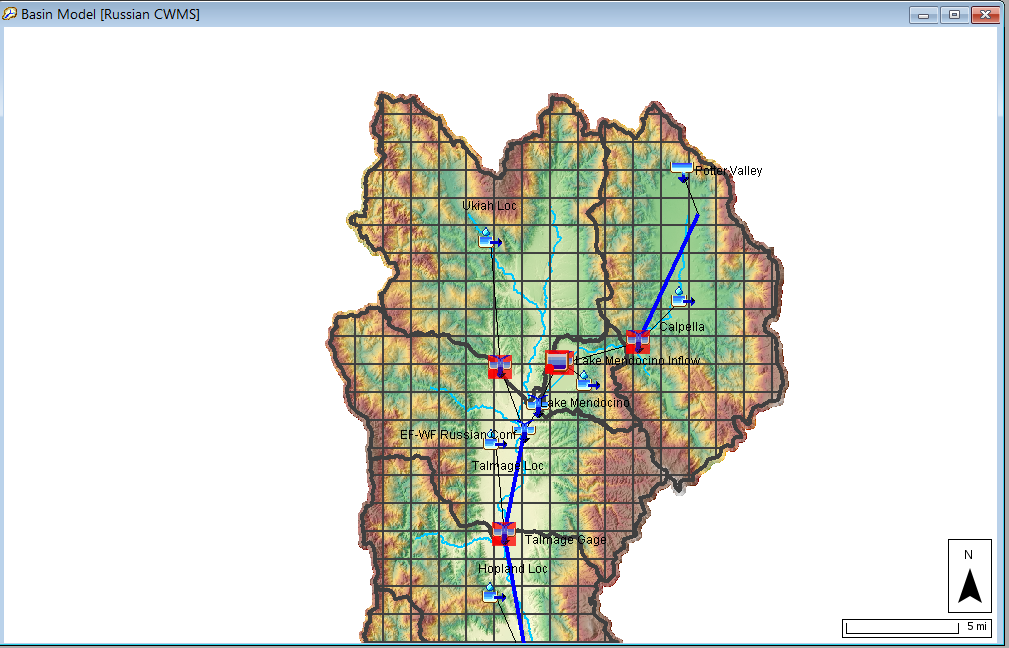 Basin Model [Russian CWMS]
Potter Valley
Ukiah Loc
Calpella
Lake Mendocino Inflow
Lake Mendocino
EF-WF Russian Conf
Talmage Loc
Talmage Gage
Hopland Loc
N
5 mi